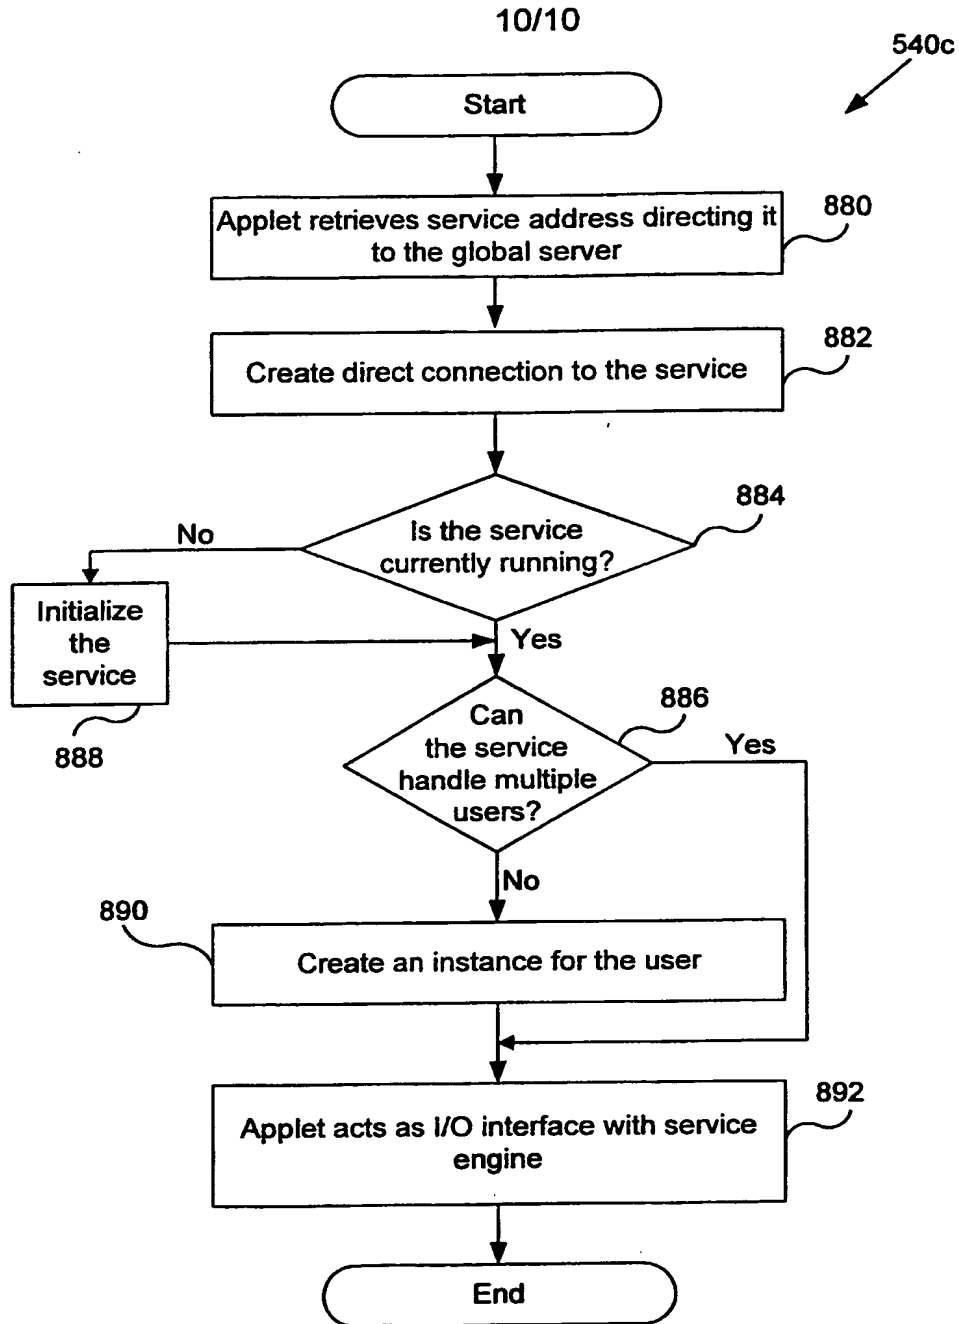 10/10
540c
Start
Applet retrieves service address directing it
to the global server
880
Create direct connection to the service
882
Is the service
currently running?
884
No
Yes
Initialize
the
service
888
Can
the service
handle multiple
users?
886
Yes
No
890
Create an instance for the user
Applet acts as I/O interface with service
engine
892
End